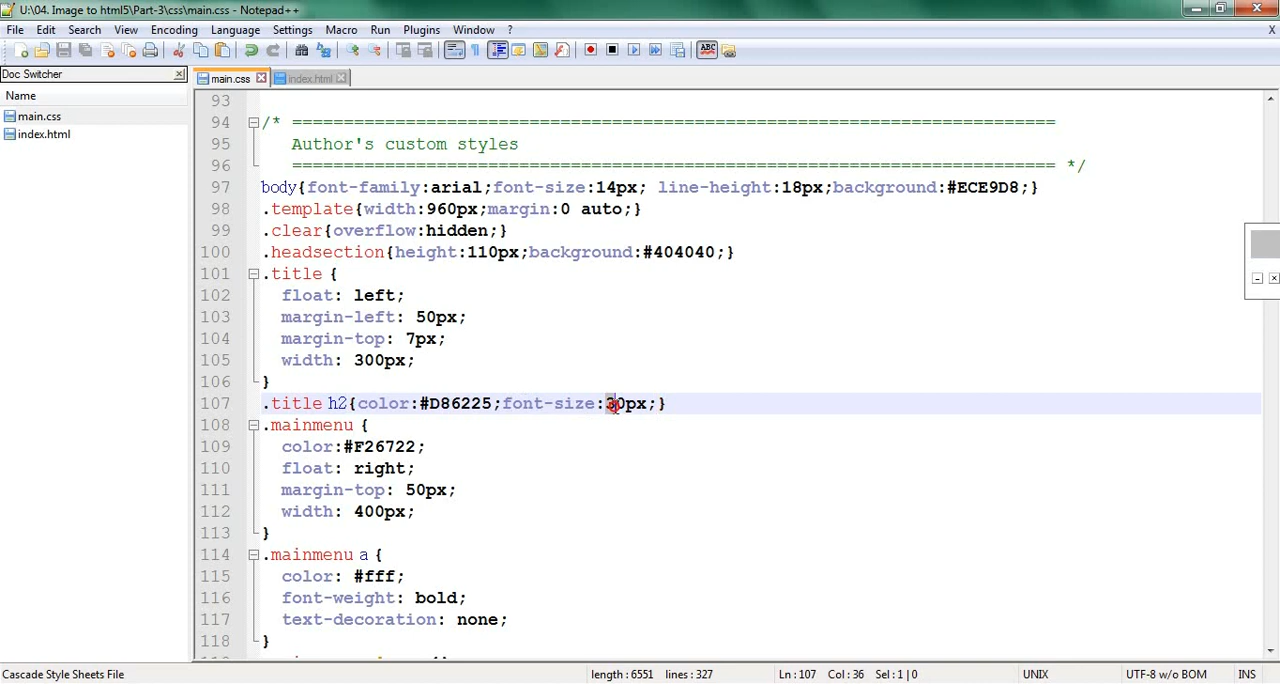 U:\04. Image to html5\Part-3\css\main.css - Notepad++
File Edit Search View Encoding Language Settings Macro Run Plugins Window ? X
Doc Switcher
main.css index.html
Name
main.css
index.html
93
94 /* ==========================================================================
95 Author's custom styles
96 ========================================================================== */
97 body{font-family:arial;font-size:14px; line-height:18px;background:#ECE9D8;}
98 .template{width:960px;margin:0 auto;}
99 .clear{overflow:hidden;}
100 .headsection{height:110px;background:#404040;}
101 .title {
102 float: left;
103 margin-left: 50px;
104 margin-top: 7px;
105 width: 300px;
106 }
107 .title h2{color:#D86225;font-size:30px;}
108 .mainmenu {
109 color:#F26722;
110 float: right;
111 margin-top: 50px;
112 width: 400px;
113 }
114 .mainmenu a {
115 color: #fff;
116 font-weight: bold;
117 text-decoration: none;
118 }
Cascade Style Sheets File length : 6551 lines : 327 Ln : 107 Col : 36 Sel : 1 | 0 UNIX UTF-8 w/o BOM INS